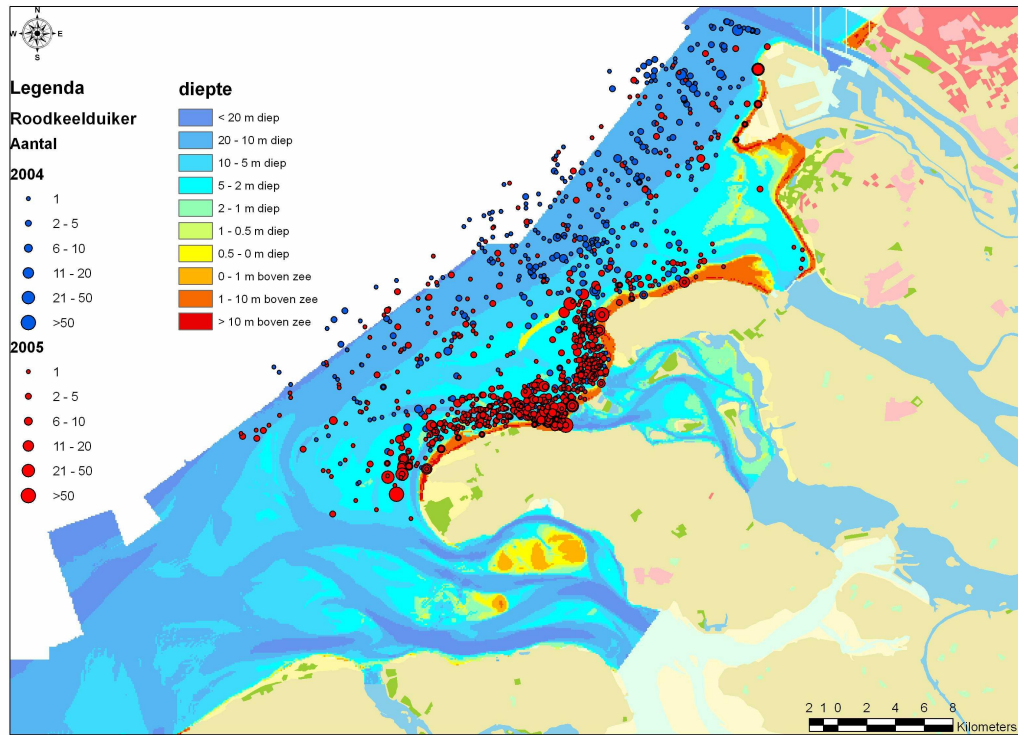 N
W E
S
Legenda
Roodkeelduiker
Aantal
2004
1
2 - 5
6 - 10
11 - 20
21 - 50
>50
2005
1
2 - 5
6 - 10
11 - 20
21 - 50
>50
diepte
< 20 m diep
20 - 10 m diep
10 - 5 m diep
5 - 2 m diep
2 - 1 m diep
1 - 0.5 m diep
0.5 - 0 m diep
0 - 1 m boven zee
1 - 10 m boven zee
> 10 m boven zee
2 1 0 2 4 6 8
Kilometers